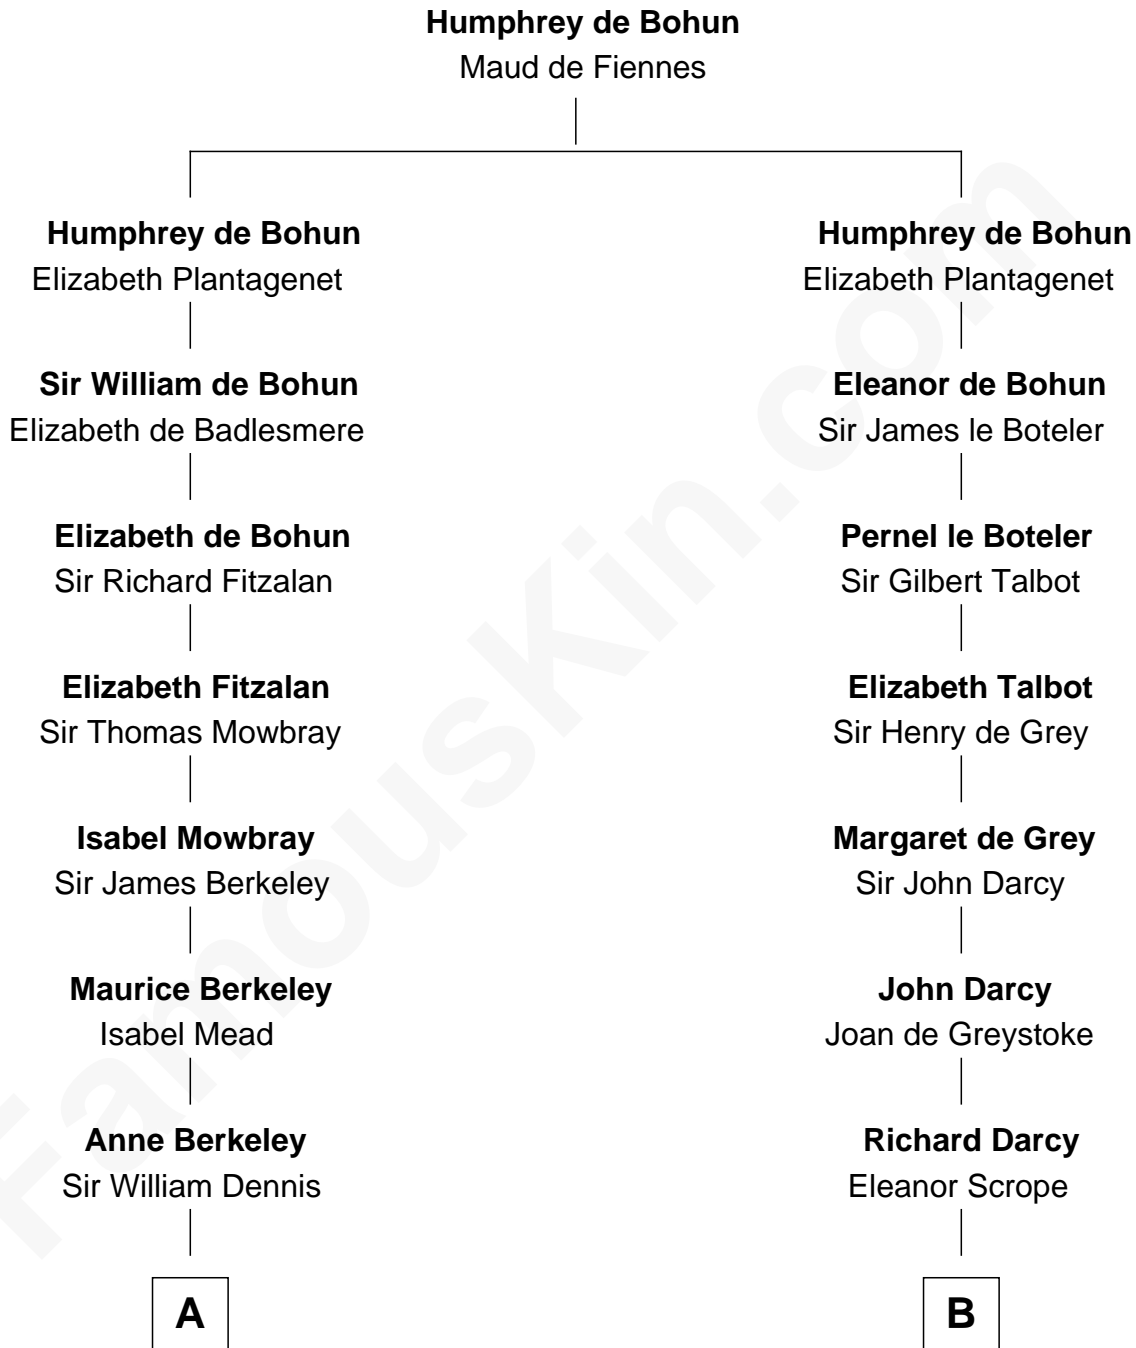 Humphrey de Bohun
Maud de Fiennes
Humphrey de Bohun
Elizabeth Plantagenet
Humphrey de Bohun
Elizabeth Plantagenet
Sir William de Bohun
Elizabeth de Badlesmere
Eleanor de Bohun
Sir James le Boteler
Elizabeth de Bohun
Sir Richard Fitzalan
Pernel le Boteler
Sir Gilbert Talbot
Elizabeth Fitzalan
Sir Thomas Mowbray
Elizabeth Talbot
Sir Henry de Grey
Isabel Mowbray
Sir James Berkeley
Margaret de Grey
Sir John Darcy
Maurice Berkeley
Isabel Mead
John Darcy
Joan de Greystoke
Anne Berkeley
Sir William Dennis
Richard Darcy
Eleanor Scrope
A
B
FamousKin.com